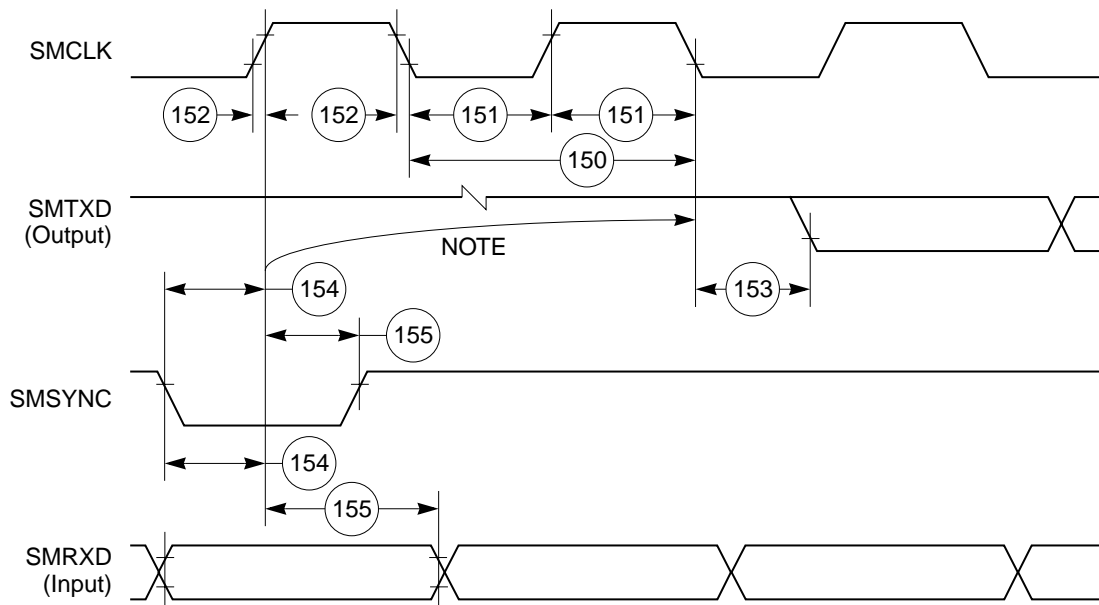 SMCLK
152
152
151
151
150
SMTXD
(Output)
NOTE
154
153
155
SMSYNC
154
155
SMRXD
(Input)